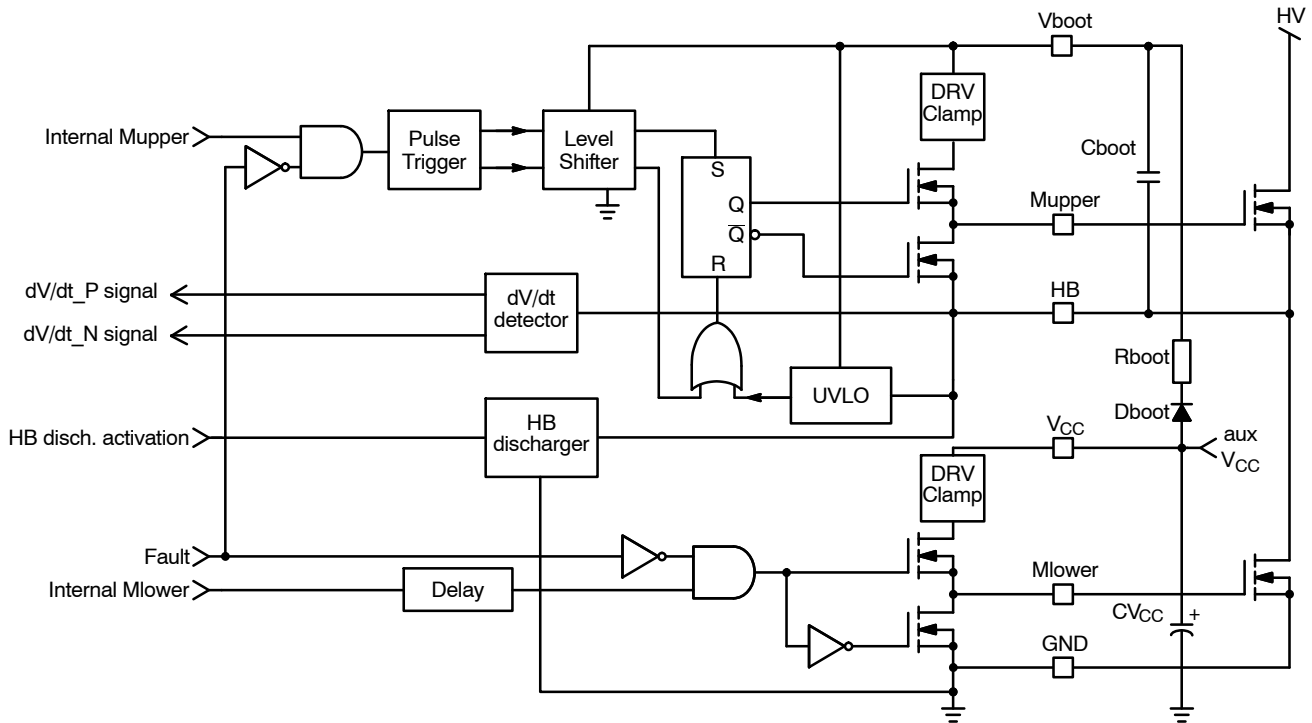 Vboot
HV
DRV
Clamp
Internal Mupper
Pulse
Trigger
Level
Shifter
Cboot
S
Q
Q̅
R
Mupper
dV/dt_P signal
dV/dt_N signal
dV/dt
detector
HB
Rboot
UVLO
Dboot
HB disch. activation
HB
discharger
VCC
aux
VCC
DRV
Clamp
Fault
Internal Mlower
Delay
Mlower
CVCC
+
GND